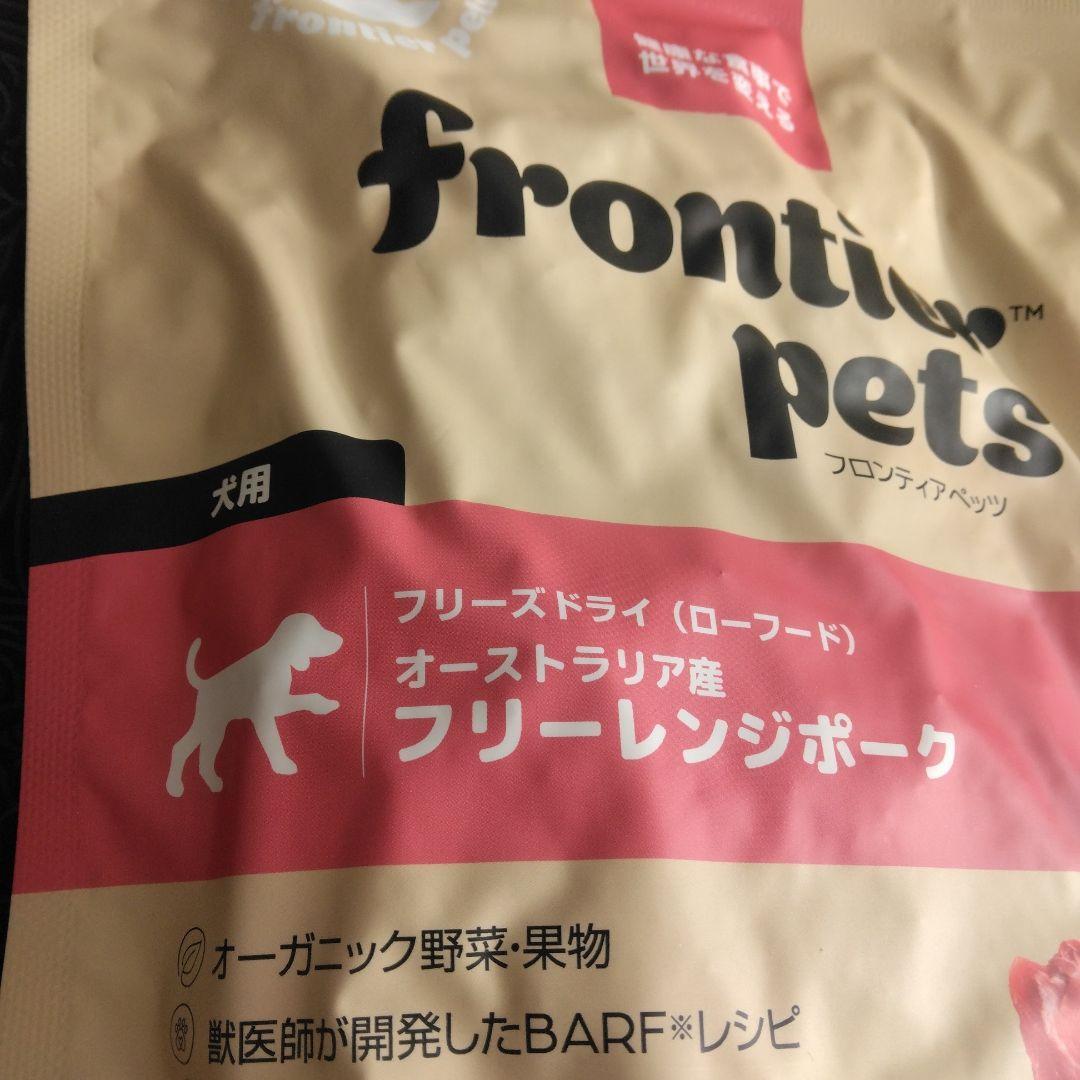 frontier
pets
健康な食事で
世界を変える
frontier™
pets
フロンティアペッツ
犬用
フリーズドライ（ローフード）
オーストラリア産
フリーレンジポーク
オーガニック野菜・果物
獣医師が開発したBARF※レシピ